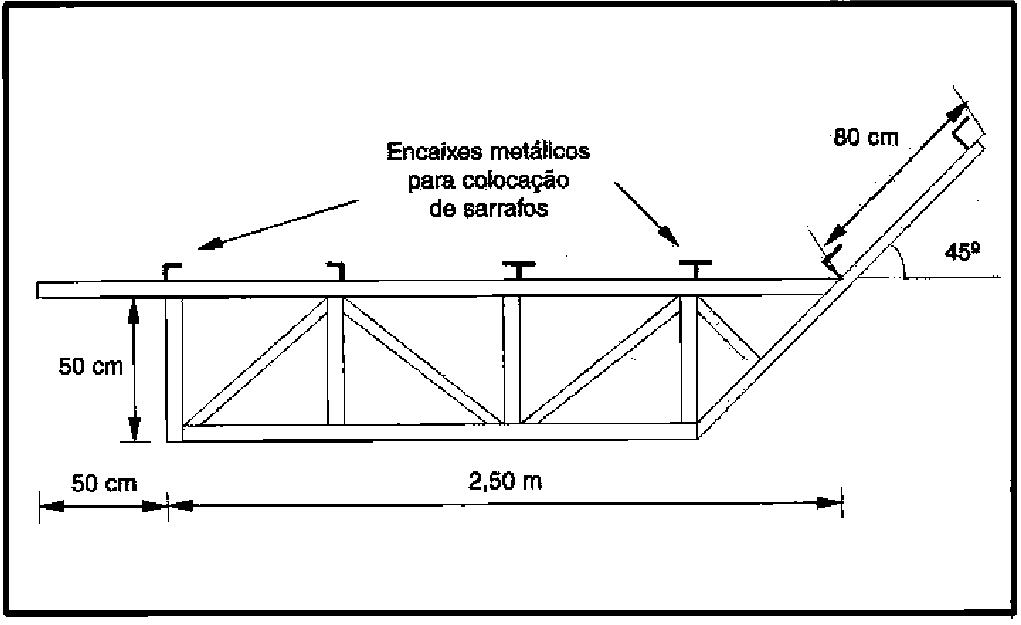 Encaixes metálicos
para colocação
de sarrafos
80 cm
45º
50 cm
50 cm
2,50 m